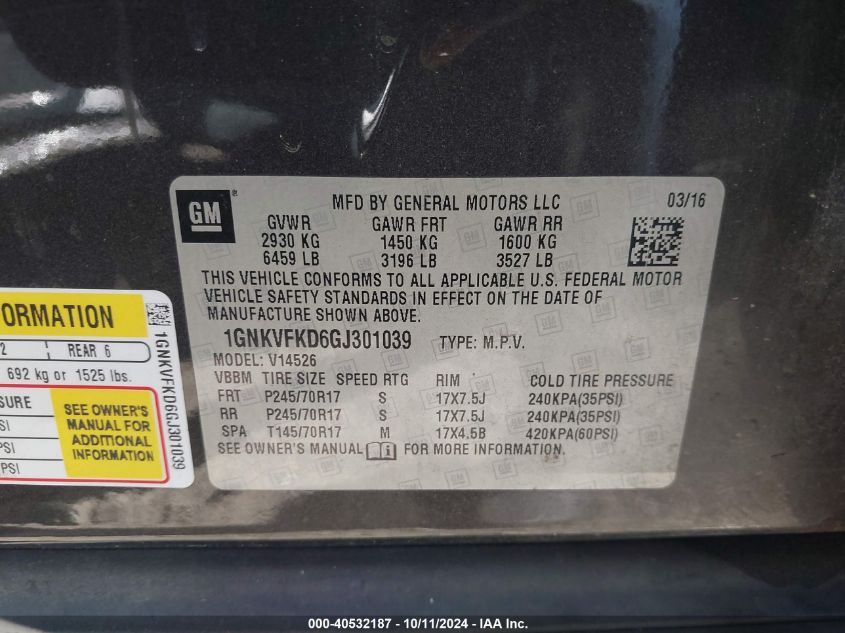 GM ®
MFD BY GENERAL MOTORS LLC 03/16
GVWR GAWR FRT GAWR RR
2930 KG 1450 KG 1600 KG
6459 LB 3196 LB 3527 LB
THIS VEHICLE CONFORMS TO ALL APPLICABLE U.S. FEDERAL MOTOR
VEHICLE SAFETY STANDARDS IN EFFECT ON THE DATE OF
MANUFACTURE SHOWN ABOVE.
1GNKVFKD6GJ301039 TYPE: M.P.V.
MODEL: V14526
VBBM TIRE SIZE SPEED RTG RIM COLD TIRE PRESSURE
FRT P245/70R17 S 17X7.5J 240KPA(35PSI)
RR P245/70R17 S 17X7.5J 240KPA(35PSI)
SPA T145/70R17 M 17X4.5B 420KPA(60PSI)
SEE OWNER'S MANUAL FOR MORE INFORMATION.
ORMATION
2 REAR 6
692 kg or 1525 lbs.
SURE
SI
PSI
PSI
SEE OWNER'S
MANUAL FOR
ADDITIONAL
INFORMATION
1GNKVFKD6GJ301039
000-40532187 - 10/11/2024 - IAA Inc.